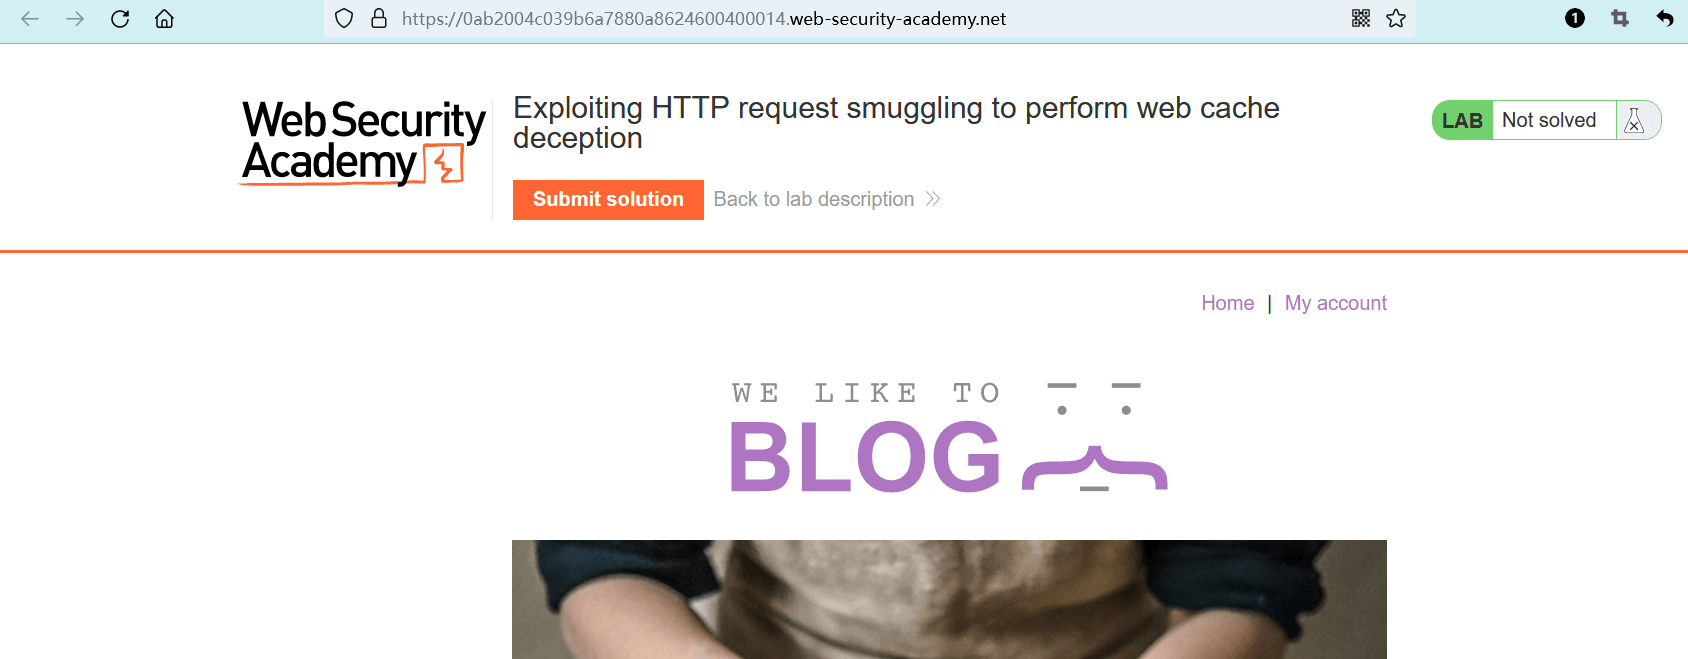 https://0ab2004c039b6a7880a8624600400014.web-security-academy.net
1
Web Security
Academy
Exploiting HTTP request smuggling to perform web cache
deception
LAB Not solved
Submit solution Back to lab description
Home | My account
WE LIKE TO
BLOG